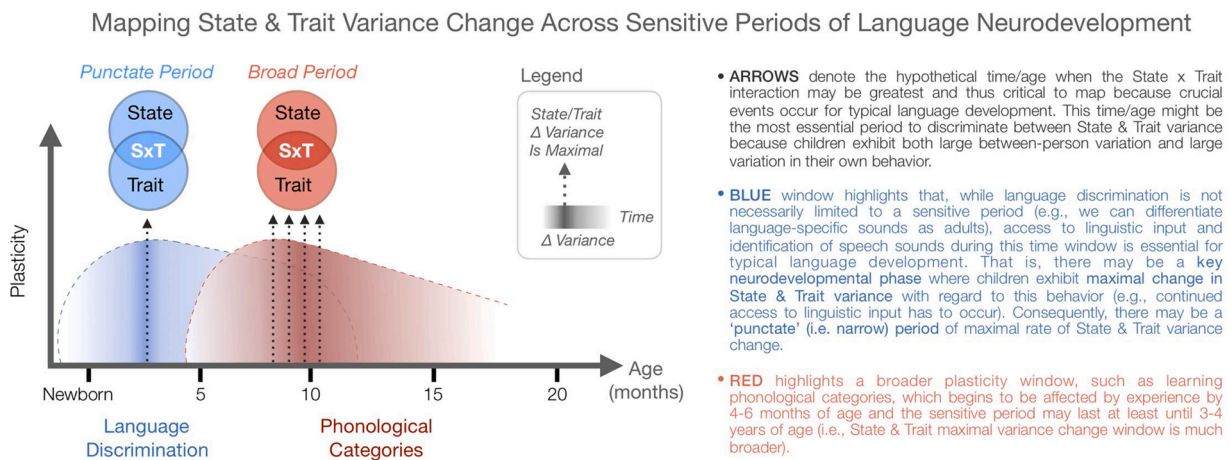 Mapping State & Trait Variance Change Across Sensitive Periods of Language Neurodevelopment
Punctate Period
Broad Period
State
SxT
Trait
State
SxT
Trait
Legend
State/Trait
Δ Variance
Is Maximal
Time
Δ Variance
Plasticity
Newborn
5
10
15
20
Age
(months)
Language
Discrimination
Phonological
Categories
• ARROWS denote the hypothetical time/age when the State x Trait
interaction may be greatest and thus critical to map because crucial
events occur for typical language development. This time/age might be
the most essential period to discriminate between State & Trait variance
because children exhibit both large between-person variation and large
variation in their own behavior.
• BLUE window highlights that, while language discrimination is not
necessarily limited to a sensitive period (e.g., we can differentiate
language-specific sounds as adults), access to linguistic input and
identification of speech sounds during this time window is essential for
typical language development. That is, there may be a key
neurodevelopmental phase where children exhibit maximal change in
State & Trait variance with regard to this behavior (e.g., continued
access to linguistic input has to occur). Consequently, there may be a
‘punctate’ (i.e. narrow) period of maximal rate of State & Trait variance
change.
• RED highlights a broader plasticity window, such as learning
phonological categories, which begins to be affected by experience by
4-6 months of age and the sensitive period may last at least until 3-4
years of age (i.e., State & Trait maximal variance change window is much
broader).